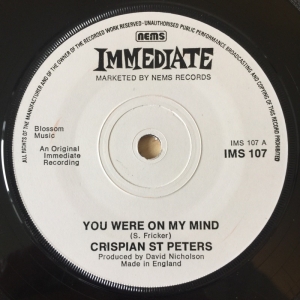 ALL RIGHTS OF THE MANUFACTURER AND OF THE OWNER OF THE RECORDED WORK RESERVED-UNAUTHORISED PUBLIC PERFORMANCE, BROADCASTING AND COPYING OF THIS RECORD PROHIBITED
nems
IMMEDIATE
MARKETED BY NEMS RECORDS
Blossom
Music
An Original
Immediate
Recording
IMS 107 A
IMS 107
YOU WERE ON MY MIND
(S. Fricker)
CRISPIAN ST PETERS
Produced by David Nicholson
Made in England